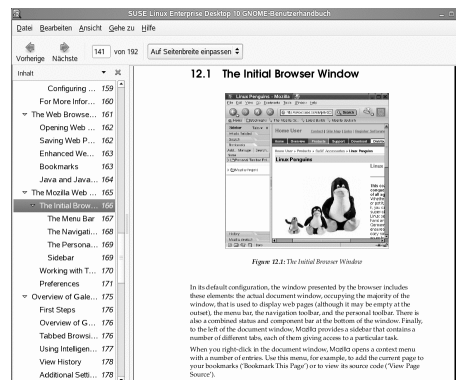 SUSE Linux Enterprise Desktop 10 GNOME-Benutzerhandbuch
Datei Bearbeiten Ansicht Gehe zu Hilfe
Vorherige Nächste 141 von 192 Auf Seitenbreite einpassen
Inhalt
Configuring ... 159
For More Infor... 160
The Web Browse... 161
Opening Web ... 162
Saving Web P... 162
Enhanced We... 163
Bookmarks 163
Java and Java... 164
The Mozilla Web ... 165
The Initial Brow... 166
The Menu Bar 167
The Navigati... 168
The Persona... 169
Sidebar 169
Working with T... 170
Preferences 171
Overview of Gale... 175
First Steps 176
Overview of G... 176
Tabbed Browsi... 176
Using Intelligen... 177
View History 178
Additional Setti... 178
12.1 The Initial Browser Window
Linux Penguins - Mozilla
Home User
Linux Penguins
Figure 12.1: The Initial Browser Window
In its default configuration, the window presented by the browser includes
these elements: the actual document window, occupying the majority of the
window, that is used to display web pages (although it may be empty at the
outset), the menu bar, the navigation toolbar, and the personal toolbar. There is
also a combined status and component bar at the bottom of the window. Finally,
to the left of the document window, Mozilla provides a sidebar that contains a
number of different tabs, each of them giving access to a particular task.
When you right-click in the document window, Mozilla opens a context menu
with a number of entries. Use this menu, for example, to add the current page to
your bookmarks ('Bookmark This Page') or to view its source code ('View Page
Source').